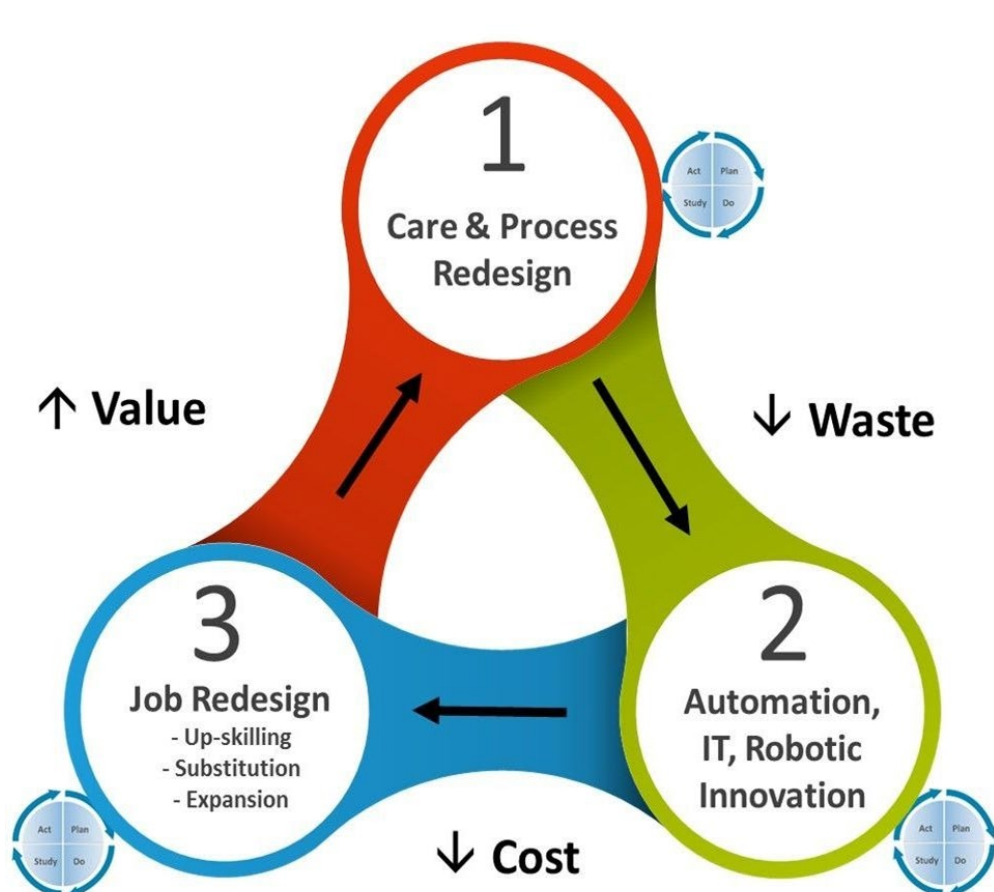 1
Care & Process
Redesign
Act Plan
Study Do
↑ Value
↓ Waste
3
Job Redesign
- Up-skilling
- Substitution
- Expansion
2
Automation,
IT, Robotic
Innovation
Act Plan
Study Do
↓ Cost
Act Plan
Study Do